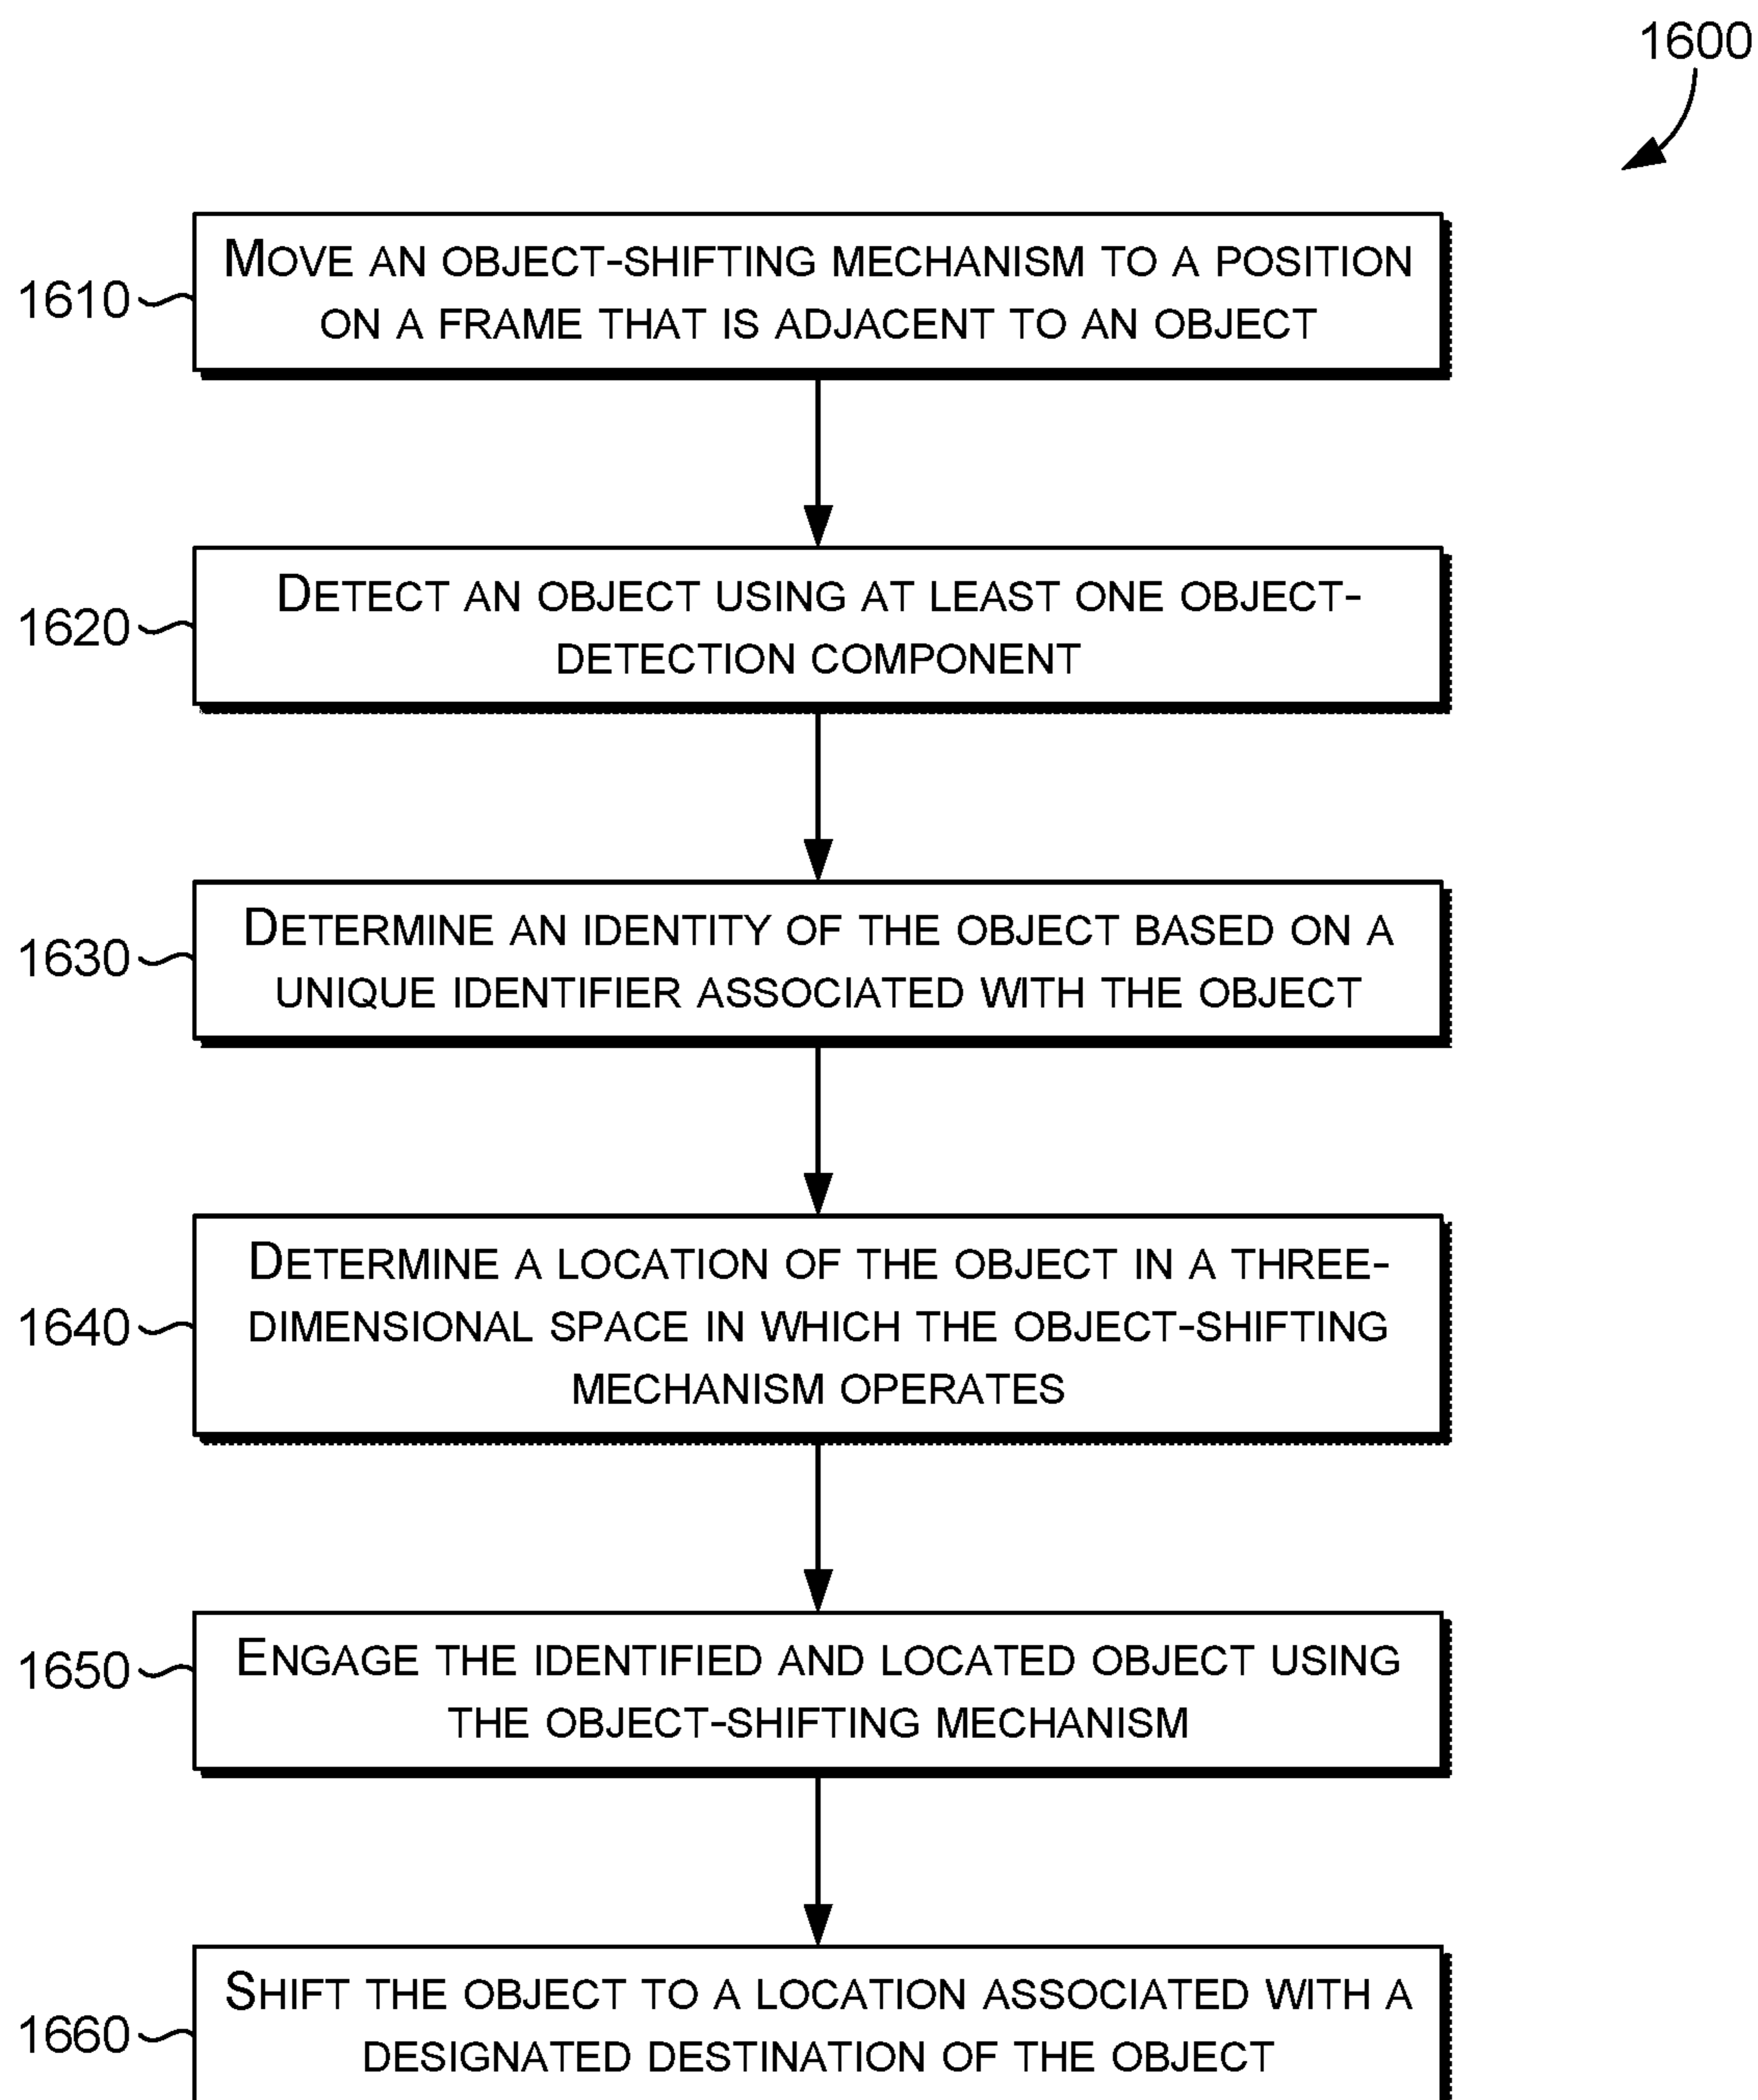 1600
MOVE AN OBJECT-SHIFTING MECHANISM TO A POSITION
ON A FRAME THAT IS ADJACENT TO AN OBJECT
1610
DETECT AN OBJECT USING AT LEAST ONE OBJECT-
DETECTION COMPONENT
1620
DETERMINE AN IDENTITY OF THE OBJECT BASED ON A
UNIQUE IDENTIFIER ASSOCIATED WITH THE OBJECT
1630
DETERMINE A LOCATION OF THE OBJECT IN A THREE-
DIMENSIONAL SPACE IN WHICH THE OBJECT-SHIFTING
MECHANISM OPERATES
1640
ENGAGE THE IDENTIFIED AND LOCATED OBJECT USING
THE OBJECT-SHIFTING MECHANISM
1650
SHIFT THE OBJECT TO A LOCATION ASSOCIATED WITH A
DESIGNATED DESTINATION OF THE OBJECT
1660